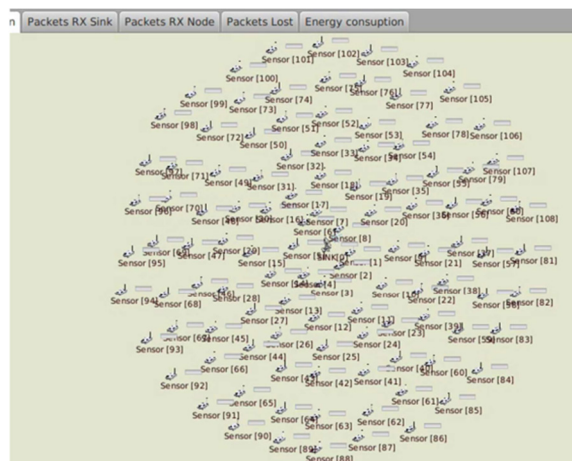 n Packets RX Sink Packets RX Node Packets Lost Energy consuption
Sensor [102]
Sensor [101]
Sensor [103]
Sensor [104]
Sensor [100]
Sensor [75]
Sensor [76]
Sensor [105]
Sensor [99]
Sensor [74]
Sensor [77]
Sensor [73]
Sensor [98]
Sensor [52]
Sensor [51]
Sensor [53]
Sensor [78]
Sensor [106]
Sensor [72]
Sensor [50]
Sensor [33]
Sensor [54]
Sensor [32]
Sensor [107]
Sensor [71]
Sensor [49]
Sensor [79]
Sensor [55]
Sensor [31]
Sensor [18]
Sensor [35]
Sensor [19]
Sensor [17]
Sensor [70]
Sensor [108]
Sensor [16]
Sensor [20]
Sensor [7]
Sensor [8]
Sensor [47]
Sensor [81]
Sensor [95]
Sensor [15]
Sensor [1]
Sensor [21]
Sensor [2]
Sensor [4]
Sensor [38]
Sensor [3]
Sensor [94]
Sensor [68]
Sensor [28]
Sensor [22]
Sensor [82]
Sensor [13]
Sensor [27]
Sensor [12]
Sensor [23]
Sensor [45]
Sensor [83]
Sensor [26]
Sensor [24]
Sensor [93]
Sensor [44]
Sensor [25]
Sensor [66]
Sensor [60]
Sensor [92]
Sensor [42]
Sensor [41]
Sensor [84]
Sensor [65]
Sensor [61]
Sensor [85]
Sensor [91]
Sensor [63]
Sensor [62]
Sensor [90]
Sensor [86]
Sensor [87]
Sensor [88]